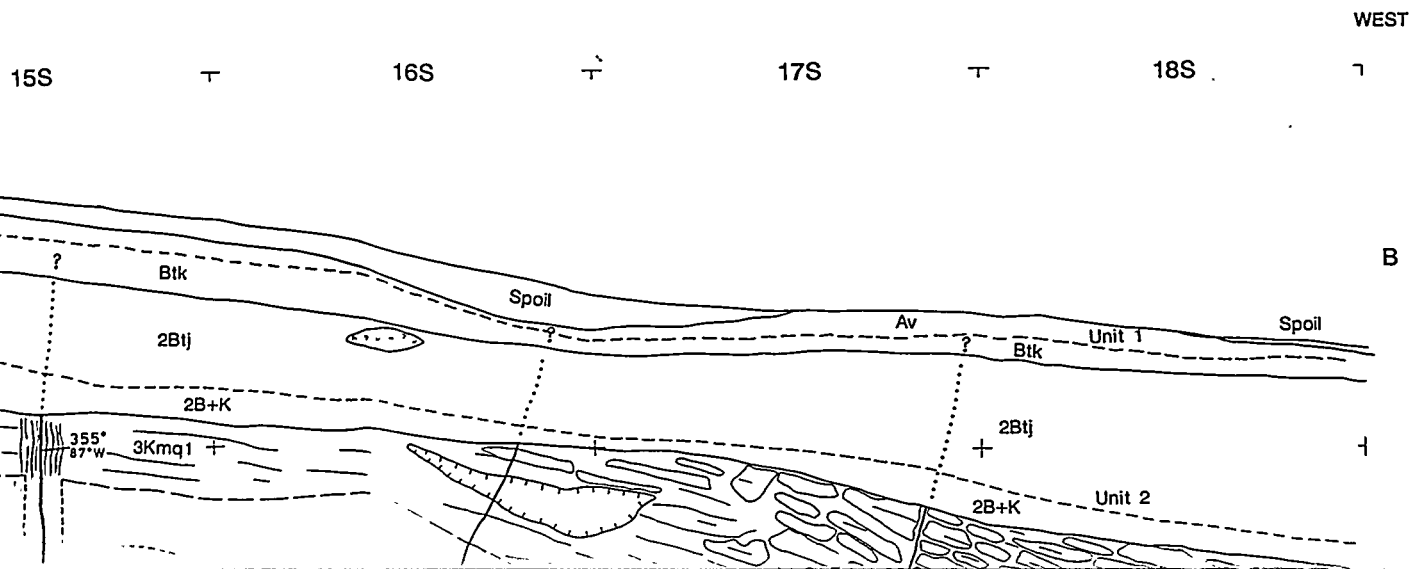 WEST
15S 16S 17S 18S
B
?
Btk
Spoil
Av
Unit 1
Spoil
?
Btk
2Btj
2B+K
2Btj
355°
87°W
3Kmq1
Unit 2
2B+K